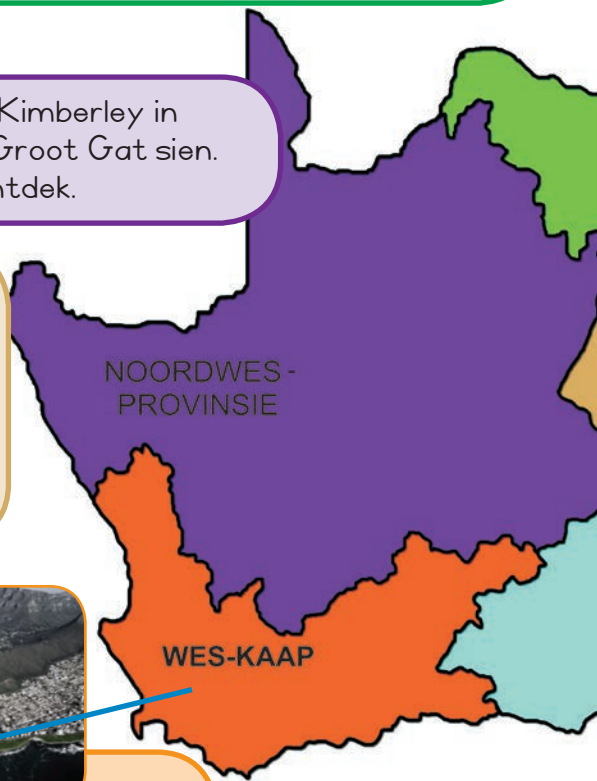 Kimberley in
Groot Gat sien.
ntdek.
NOORDWES-
PROVINSIE
WES-KAAP